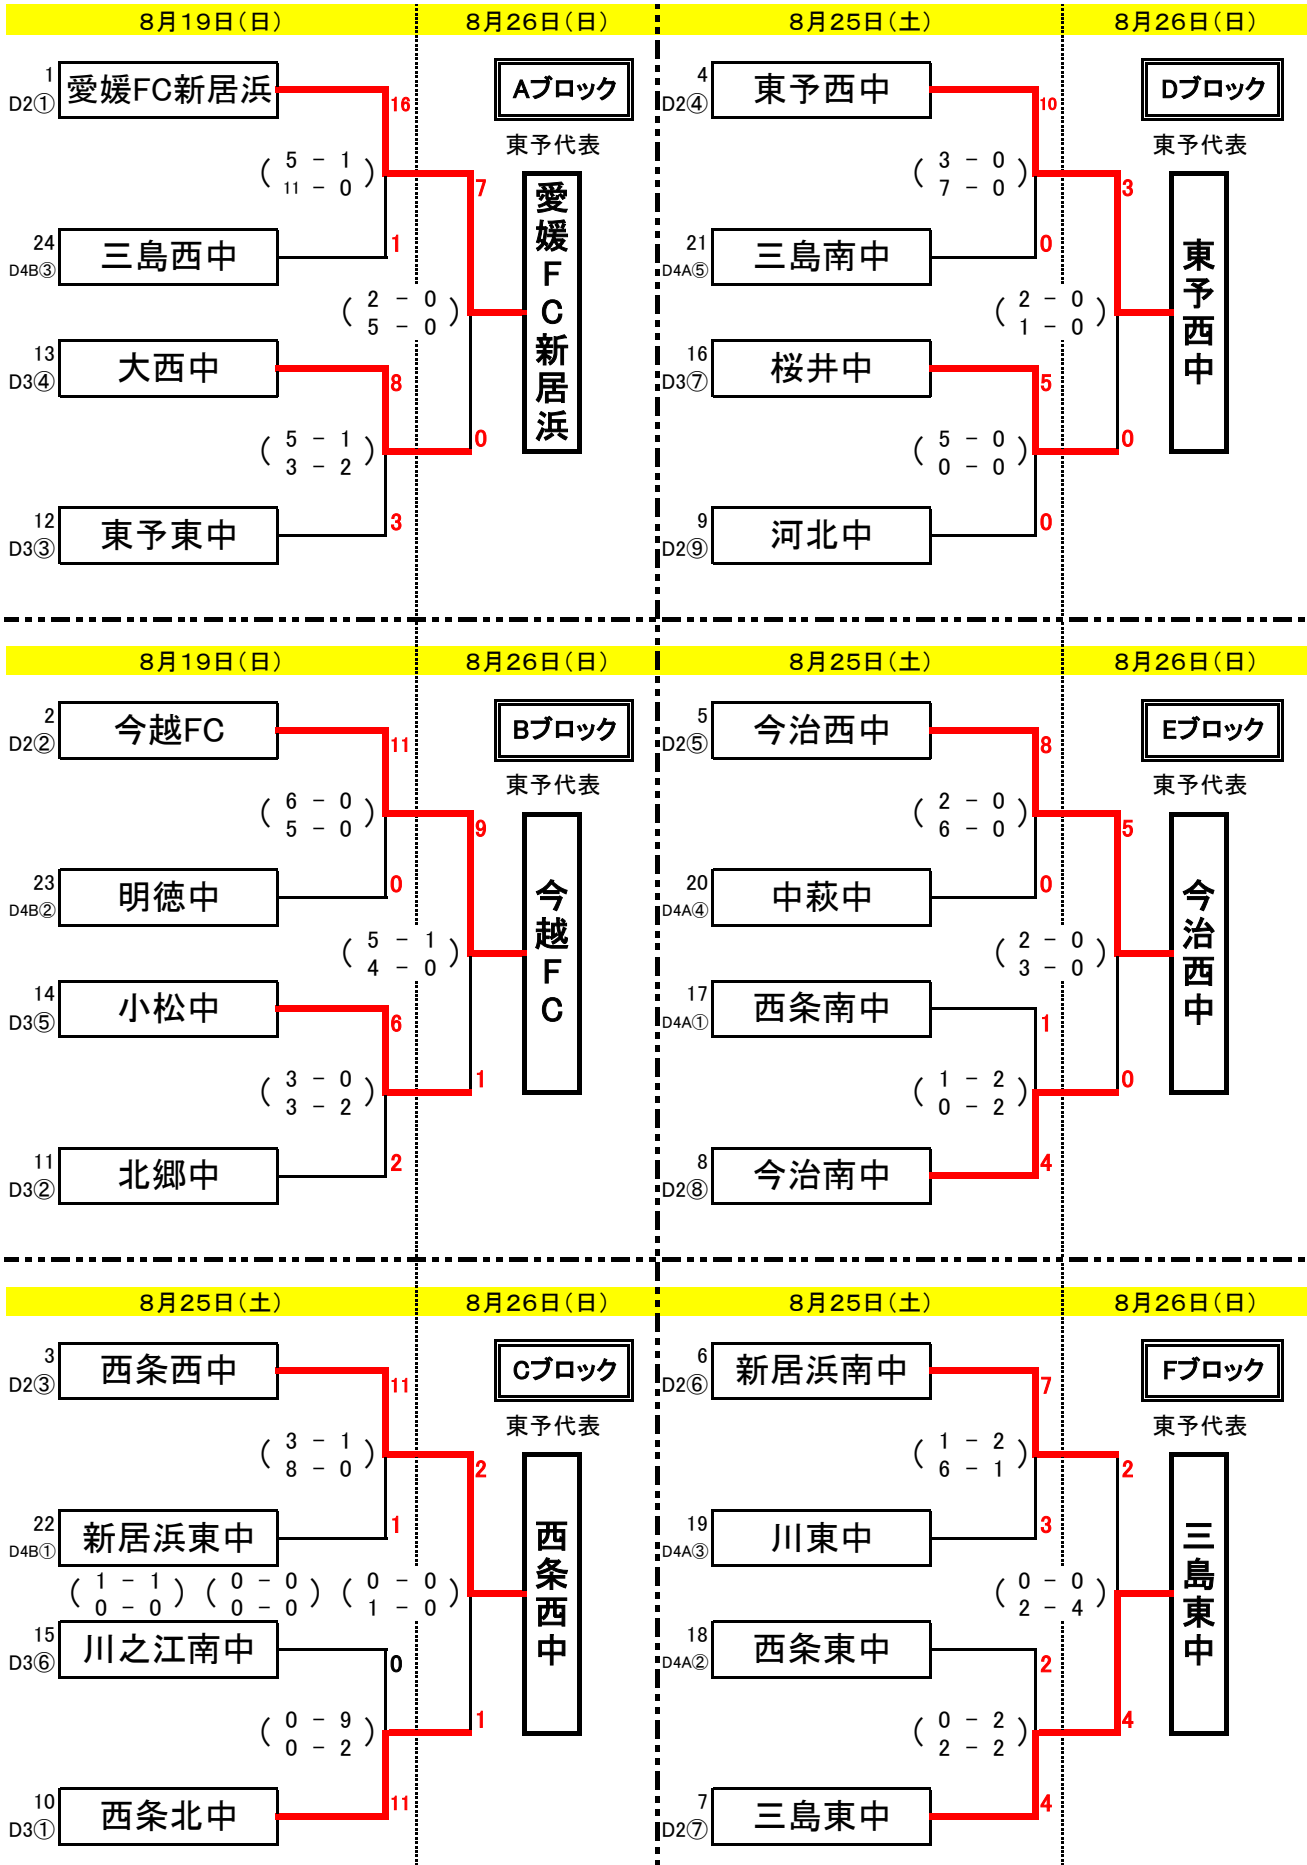 8月19日(日) 8月26日(日)
1 愛媛FC新居浜 16 Aブロック
D2①
東予代表
( 5 - 1 )
( 11 - 0 )
7
愛媛FC新居浜
24 三島西中 1
D4B③
( 2 - 0 )
( 5 - 0 )
13 大西中 8
D3④
0
( 5 - 1 )
( 3 - 2 )
12 東予東中 3
D3③
8月25日(土) 8月26日(日)
4 東予西中 10 Dブロック
D2④
東予代表
( 3 - 0 )
( 7 - 0 )
3
東予西中
21 三島南中 0
D4A⑤
( 2 - 0 )
( 1 - 0 )
16 桜井中 5
D3⑦
0
( 5 - 0 )
( 0 - 0 )
9 河北中 0
D2⑨
8月19日(日) 8月26日(日)
2 今越FC 11 Bブロック
D2②
東予代表
( 6 - 0 )
( 5 - 0 )
9
今越FC
23 明徳中 0
D4B②
( 5 - 1 )
( 4 - 0 )
14 小松中 6
D3⑤
1
( 3 - 0 )
( 3 - 2 )
11 北郷中 2
D3②
8月25日(土) 8月26日(日)
5 今治西中 8 Eブロック
D2⑤
東予代表
( 2 - 0 )
( 6 - 0 )
5
今治西中
20 中萩中 0
D4A④
( 2 - 0 )
( 3 - 0 )
17 西条南中 1
D4A①
0
( 1 - 2 )
( 0 - 2 )
8 今治南中 4
D2⑧
8月25日(土) 8月26日(日)
3 西条西中 11 Cブロック
D2③
東予代表
( 3 - 1 )
( 8 - 0 )
2
西条西中
22 新居浜東中 1
D4B①
( 1 - 1 ) ( 0 - 0 ) ( 0 - 0 )
( 0 - 0 ) ( 0 - 0 ) ( 1 - 0 )
15 川之江南中 0
D3⑥
1
( 0 - 9 )
( 0 - 2 )
10 西条北中 11
D3①
8月25日(土) 8月26日(日)
6 新居浜南中 7 Fブロック
D2⑥
東予代表
( 1 - 2 )
( 6 - 1 )
2
三島東中
19 川東中 3
D4A③
( 0 - 0 )
( 2 - 4 )
18 西条東中 2
D4A②
4
( 0 - 2 )
( 2 - 2 )
7 三島東中 4
D2⑦